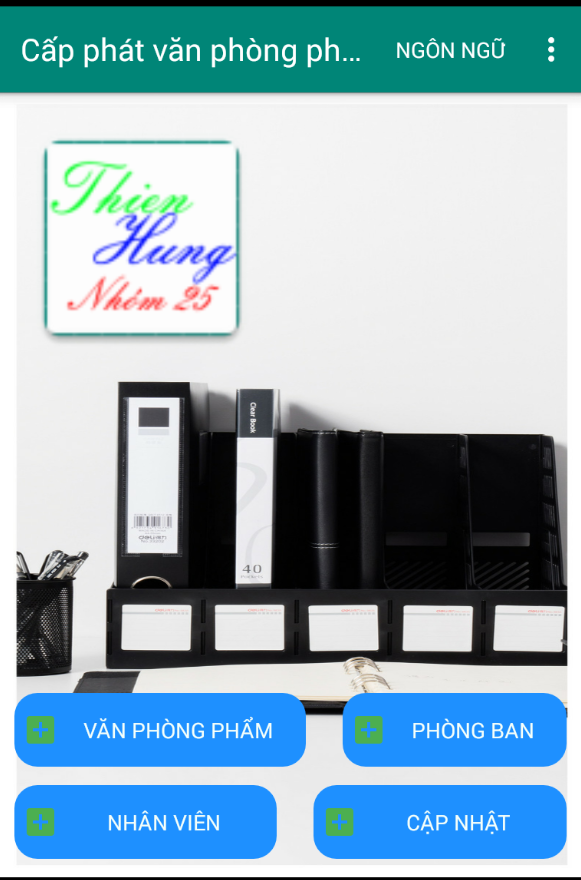 Cấp phát văn phòng ph...
NGÔN NGỮ
Thien
Hung
Nhóm 25
Clear Book
40
VĂN PHÒNG PHẨM
PHÒNG BAN
NHÂN VIÊN
CẬP NHẬT